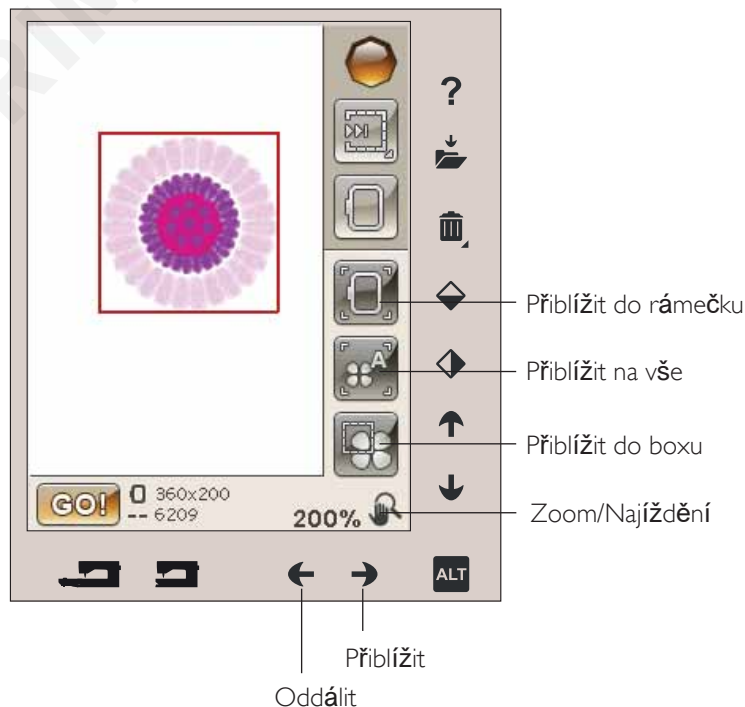 ?
A
Přiblížit do rámečku
Přiblížit na vše
Přiblížit do boxu
GO!
360x200
-- 6209
200%
Zoom/Najíždění
ALT
Přiblížit
Oddálit